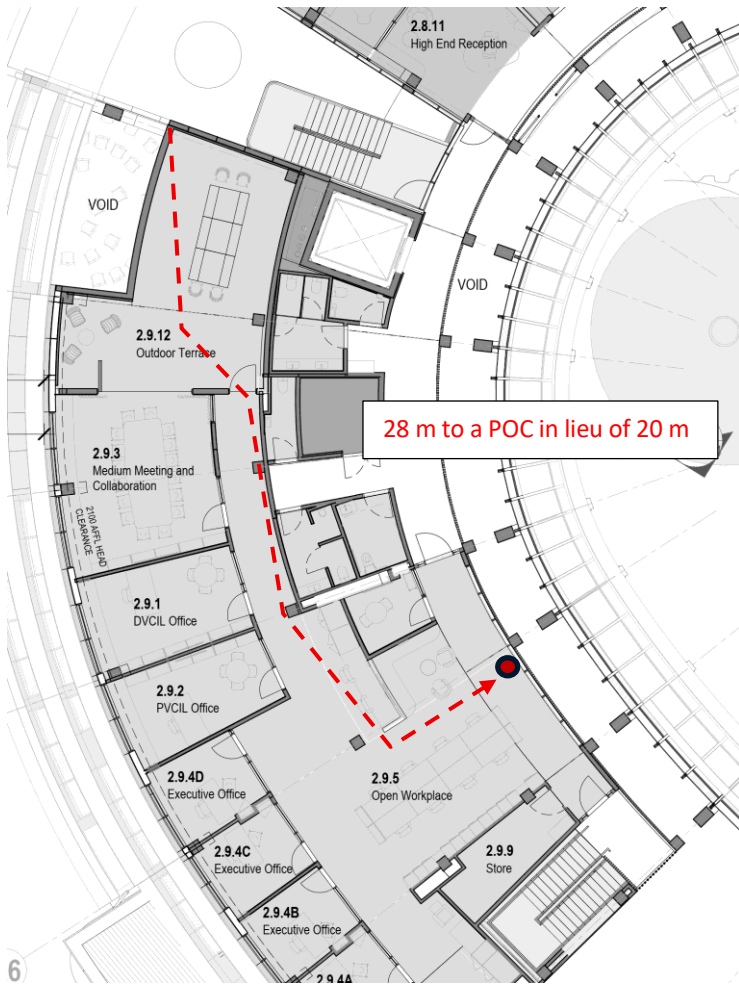 2.8.11
High End Reception
VOID
VOID
2.9.12
Outdoor Terrace
28 m to a POC in lieu of 20 m
2.9.3
Medium Meeting and
Collaboration
2100 AFFL HEAD
CLEARANCE
2.9.1
DVCIL Office
2.9.2
PVCIL Office
2.9.4D
Executive Office
2.9.5
Open Workplace
2.9.4C
Executive Office
2.9.9
Store
2.9.4B
Executive Office
2.9.4A
6